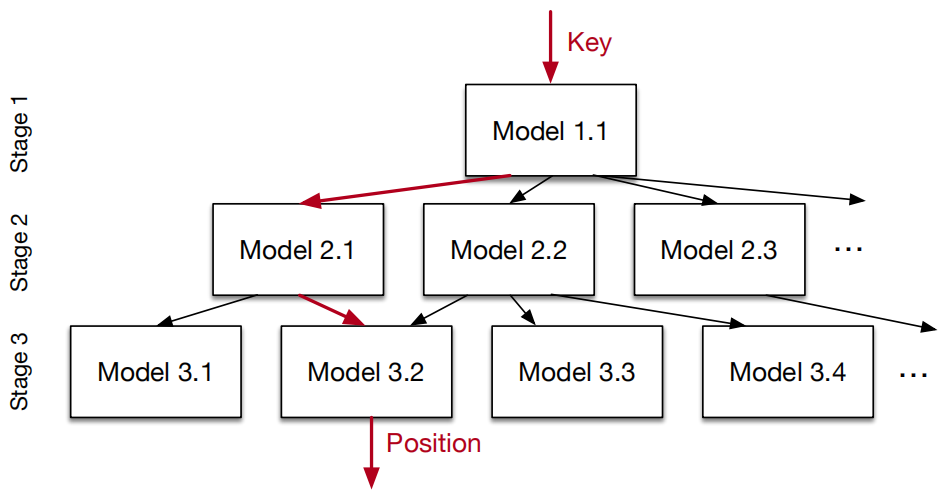 Key
Stage 1
Model 1.1
Stage 2
Model 2.1
Model 2.2
Model 2.3
...
Stage 3
Model 3.1
Model 3.2
Model 3.3
Model 3.4
...
Position